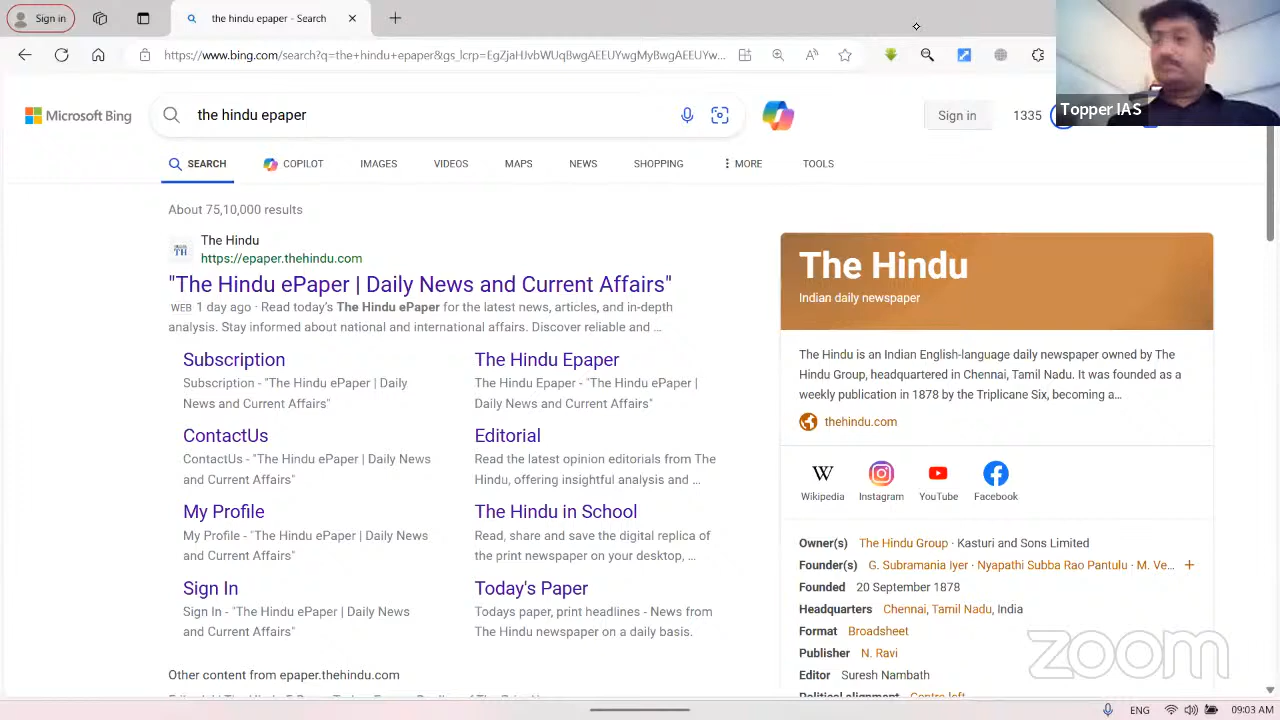 Sign in
the hindu epaper - Search
https://www.bing.com/search?q=the+hindu+epaper&gs_lcrp=EgZjaHJvbWUqBwgAEEUYwgMyBwgAEEUYw...
Topper IAS
Microsoft Bing
the hindu epaper
Sign in
1335
SEARCH
COPILOT
IMAGES
VIDEOS
MAPS
NEWS
SHOPPING
MORE
TOOLS
About 75,10,000 results
TH
The Hindu
https://epaper.thehindu.com
"The Hindu ePaper | Daily News and Current Affairs"
WEB 1 day ago · Read today's The Hindu ePaper for the latest news, articles, and in-depth
analysis. Stay informed about national and international affairs. Discover reliable and ...
Subscription
Subscription - "The Hindu ePaper | Daily
News and Current Affairs"
The Hindu Epaper
The Hindu Epaper - "The Hindu ePaper |
Daily News and Current Affairs"
ContactUs
ContactUs - "The Hindu ePaper | Daily News
and Current Affairs"
Editorial
Read the latest opinion editorials from The
Hindu, offering insightful analysis and ...
My Profile
My Profile - "The Hindu ePaper | Daily News
and Current Affairs"
The Hindu in School
Read, share and save the digital replica of
the print newspaper on your desktop, ...
Sign In
Sign In - "The Hindu ePaper | Daily News
and Current Affairs"
Today's Paper
Todays paper, print headlines - News from
The Hindu newspaper on a daily basis.
Other content from epaper.thehindu.com
The Hindu
Indian daily newspaper
The Hindu is an Indian English-language daily newspaper owned by The
Hindu Group, headquartered in Chennai, Tamil Nadu. It was founded as a
weekly publication in 1878 by the Triplicane Six, becoming a...
thehindu.com
W
Wikipedia
Instagram
YouTube
Facebook
Owner(s) The Hindu Group · Kasturi and Sons Limited
Founder(s) G. Subramania Iyer · Nyapathi Subba Rao Pantulu · M. Ve... +
Founded 20 September 1878
Headquarters Chennai, Tamil Nadu, India
Format Broadsheet
Publisher N. Ravi
Editor Suresh Nambath
Political alignment Centre-left
zoom
ENG
09:03 AM